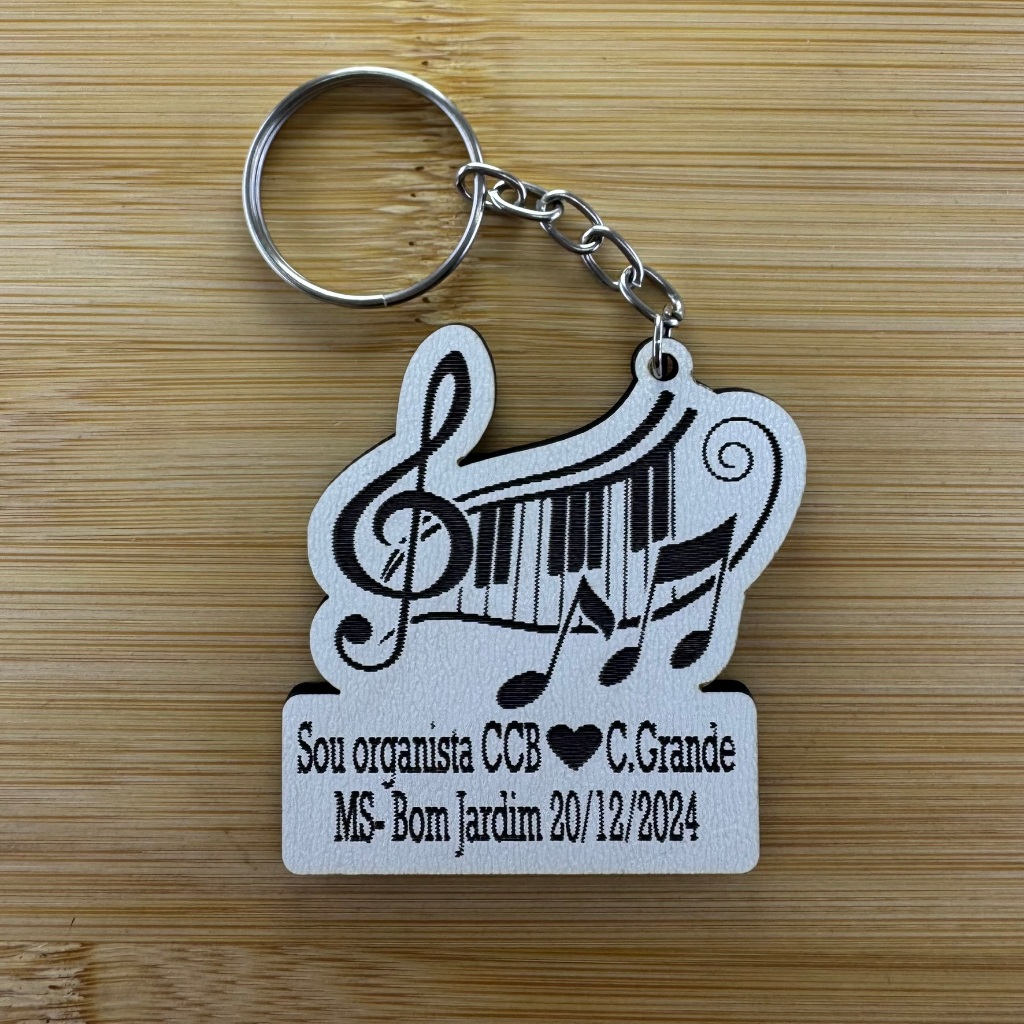 Sou organista CCB ♥ C.Grande
MS- Bom Jardim 20/12/2024